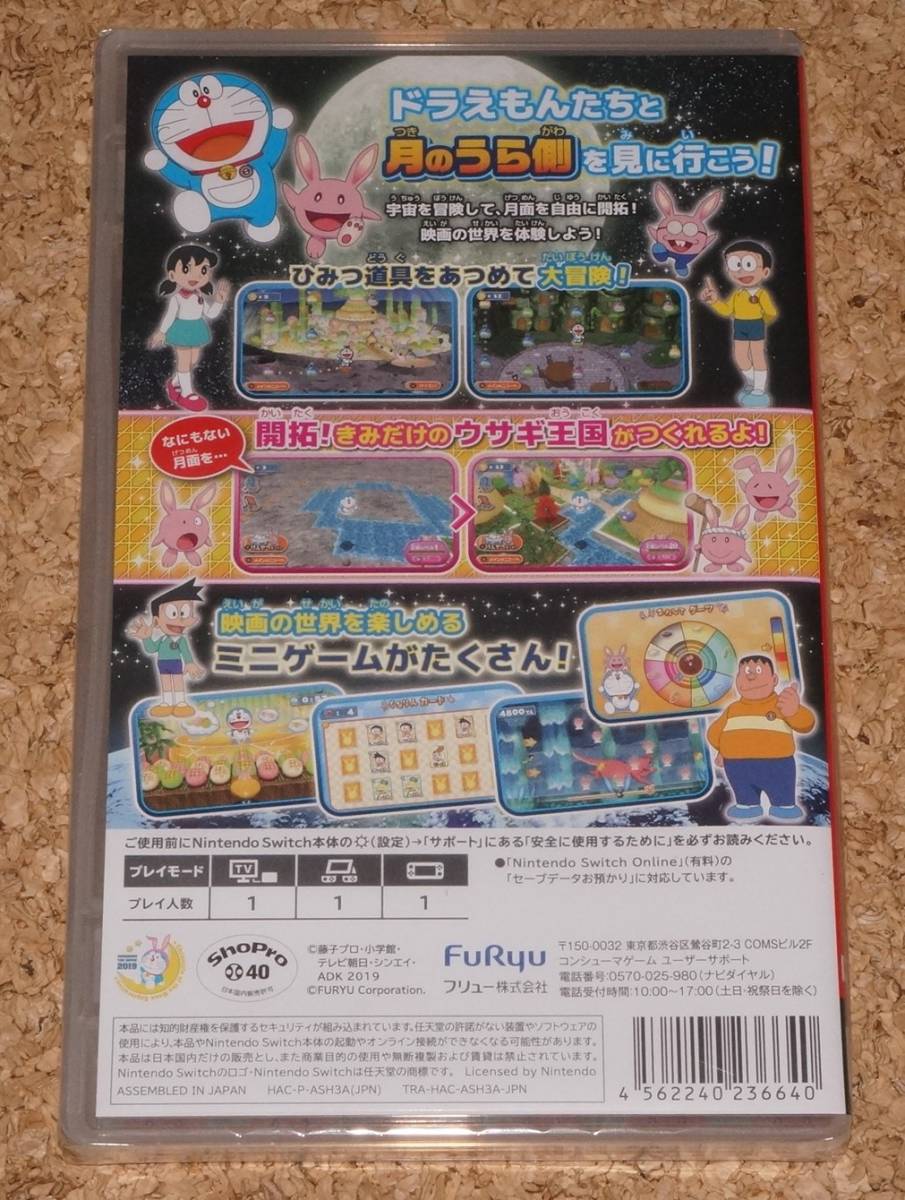 ドラえもんたちと
月のうら側を見に行こう!
宇宙を冒険して、月面を自由に開拓!
映画の世界を体験しよう!
ひみつ道具をあつめて大冒険!
なにもない
月面を…
開拓!きみだけのウサギ王国がつくれるよ!
映画の世界を楽しめる
ミニゲームがたくさん!
4
4800
ご使用前にNintendo Switch本体の(設定)→「サポート」にある「安全に使用するために」を必ずお読みください。
プレイモード TV
プレイ人数 1 1 1
●「Nintendo Switch Online」(有料)の
「セーブデータお預かり」に対応しています。
2019
ShoPro
40
日本国内販売許可
©藤子プロ・小学館・
テレビ朝日・シンエイ・
ADK 2019
©FURYU Corporation.
FuRyu
フリュー株式会社
〒150-0032 東京都渋谷区鶯谷町2-3 COMSビル2F
コンシューマゲーム ユーザーサポート
電話番号:0570-025-980(ナビダイヤル)
電話受付時間:10:00~17:00(土日・祝祭日を除く)
本品には知的財産権を保護するセキュリティが組み込まれています。任天堂の許諾がない装置やソフトウェアの
使用により、本品やNintendo Switch本体の起動やオンライン接続ができなくなる可能性があります。
本品は日本国内だけの販売とし、また商業目的の使用や無断複製および賃貸は禁止されています。
Nintendo Switchのロゴ・Nintendo Switchは任天堂の商標です。 Licensed by Nintendo
ASSEMBLED IN JAPAN HAC-P-ASH3A(JPN) TRA-HAC-ASH3A-JPN
4 562240 236640